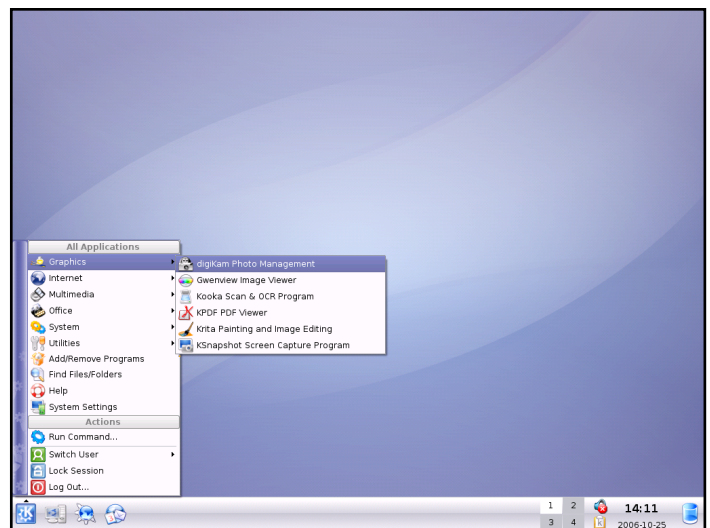 All Applications
Graphics
Internet
Multimedia
Office
System
Utilities
Add/Remove Programs
Find Files/Folders
Help
System Settings
Actions
Run Command...
Switch User
Lock Session
Log Out...
digiKam Photo Management
Gwenview Image Viewer
Kooka Scan & OCR Program
KPDF PDF Viewer
Krita Painting and Image Editing
KSnapshot Screen Capture Program
1 2
3 4
14:11
2006-10-25